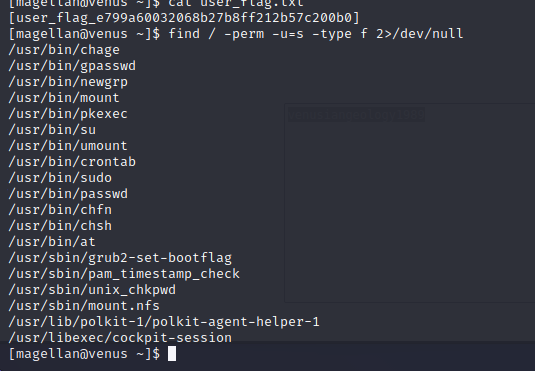 [magellan@venus ~]$ cat user_flag.txt
[user_flag_e799a60032068b27b8ff212b57c200b0]
[magellan@venus ~]$ find / -perm -u=s -type f 2>/dev/null
/usr/bin/chage
/usr/bin/gpasswd
/usr/bin/newgrp
/usr/bin/mount
/usr/bin/pkexec
/usr/bin/su
/usr/bin/umount
/usr/bin/crontab
/usr/bin/sudo
/usr/bin/passwd
/usr/bin/chfn
/usr/bin/chsh
/usr/bin/at
/usr/sbin/grub2-set-bootflag
/usr/sbin/pam_timestamp_check
/usr/sbin/unix_chkpwd
/usr/sbin/mount.nfs
/usr/lib/polkit-1/polkit-agent-helper-1
/usr/libexec/cockpit-session
[magellan@venus ~]$